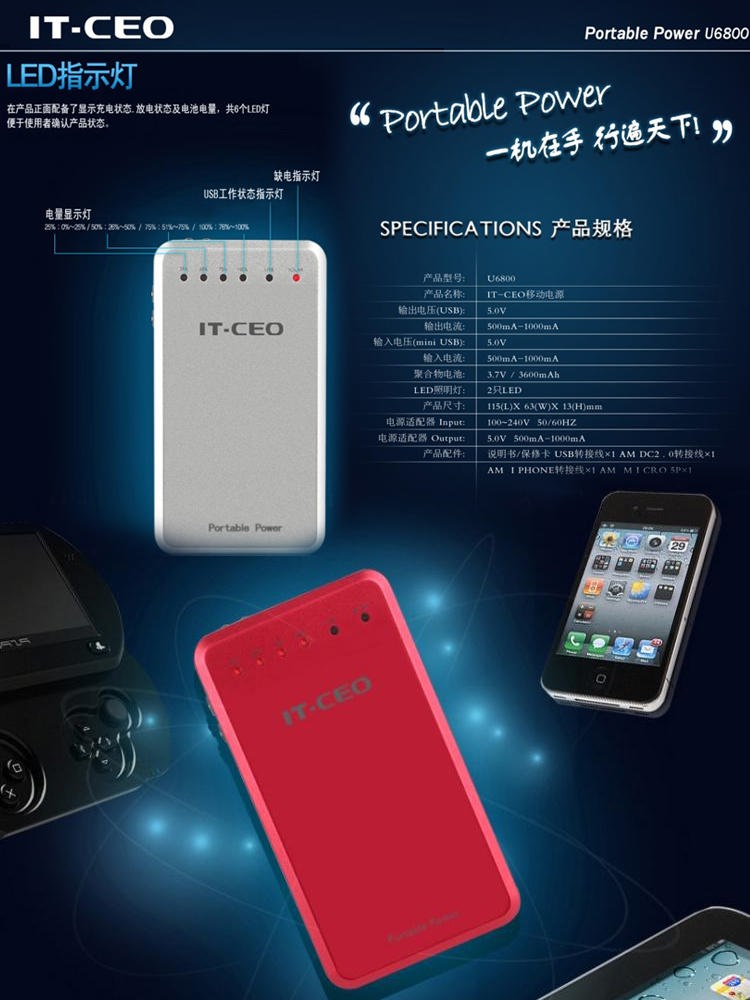 IT-CEO
Portable Power U6800
LED指示灯
在产品正面配备了显示充电状态.放电状态及电池电量，共6个LED灯
便于使用者确认产品状态。
“ Portable Power
一机在手 行遍天下! ”
缺电指示灯
USB工作状态指示灯
电量显示灯
25%：0%~25% / 50%：26%~50% / 75%：51%~75% / 100%：76%~100%
IT-CEO
Portable Power
SPECIFICATIONS 产品规格
产品型号: U6800
产品名称: IT-CEO移动电源
输出电压(USB): 5.0V
输出电流: 500mA-1000mA
输入电压(mini USB): 5.0V
输入电流: 500mA-1000mA
聚合物电池: 3.7V / 3600mAh
LED照明灯: 2只LED
产品尺寸: 115(L)X 63(W)X 13(H)mm
电源适配器 Input: 100~240V 50/60HZ
电源适配器 Output: 5.0V 500mA-1000mA
产品配件: 说明书/保修卡 USB转接线×1 AM DC2．0转接线×1
AM I PHONE转接线×1 AM M I CRO 5P×1
29
IT-CEO
Portable Power